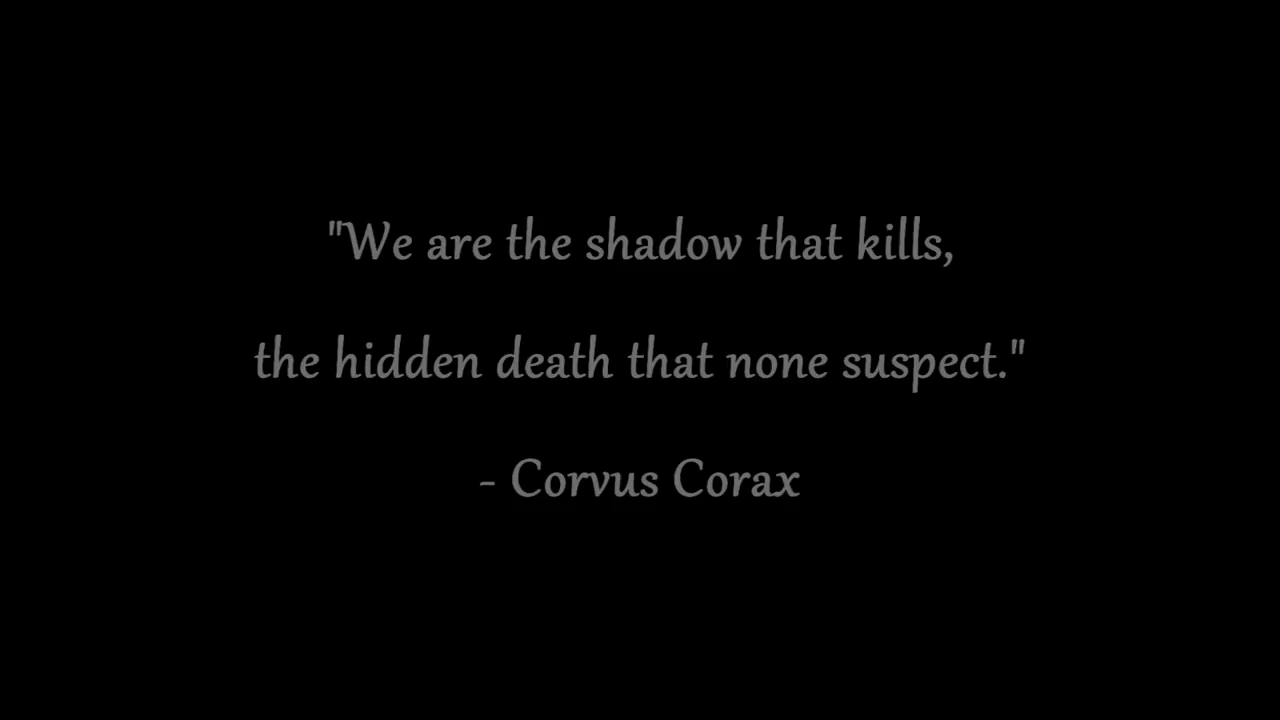 "We are the shadow that kills,
the hidden death that none suspect."
- Corvus Corax